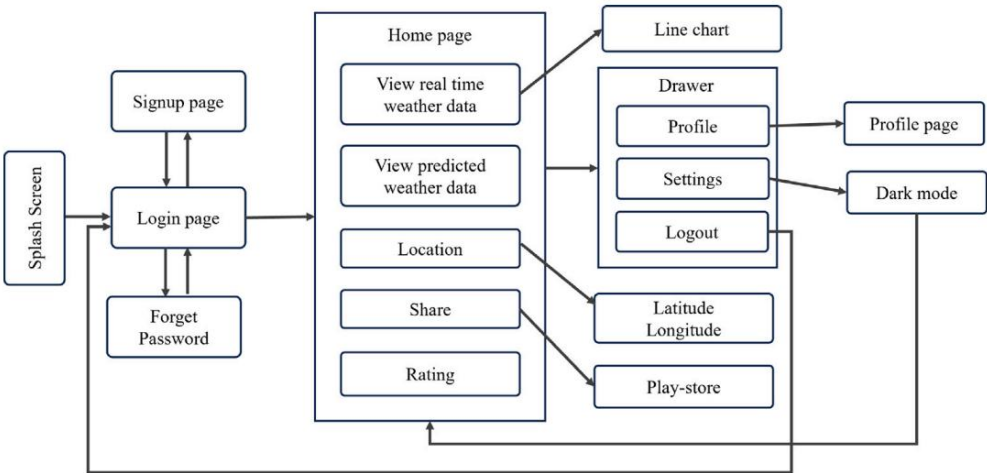 Splash Screen
Signup page
Login page
Forget
Password
Home page
View real time
weather data
View predicted
weather data
Location
Share
Rating
Line chart
Drawer
Profile
Settings
Logout
Latitude
Longitude
Play-store
Profile page
Dark mode